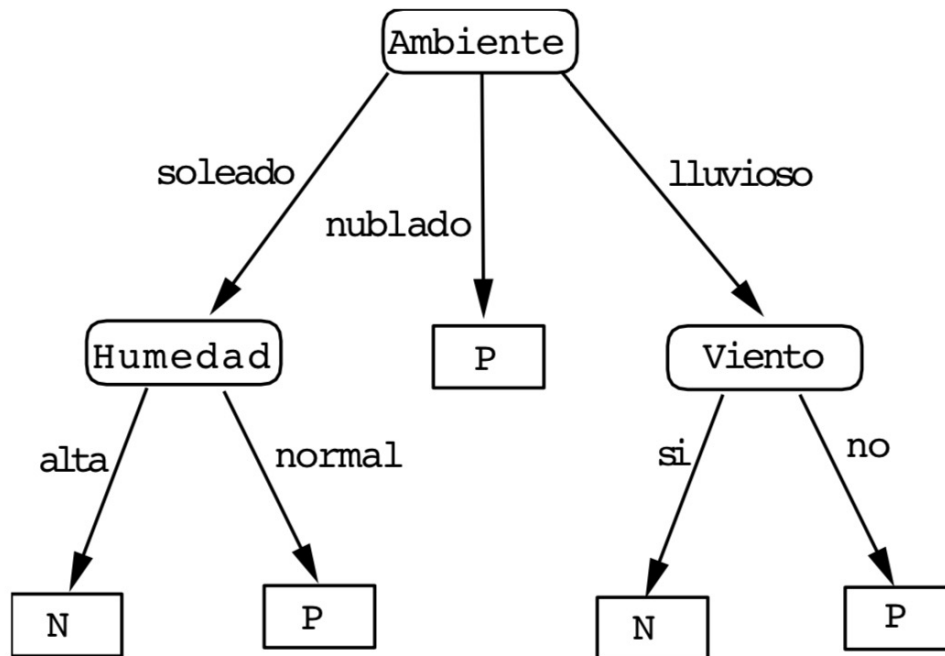 Ambiente
soleado
nublado
lluvioso
Humedad
P
Viento
alta
normal
si
no
N
P
N
P